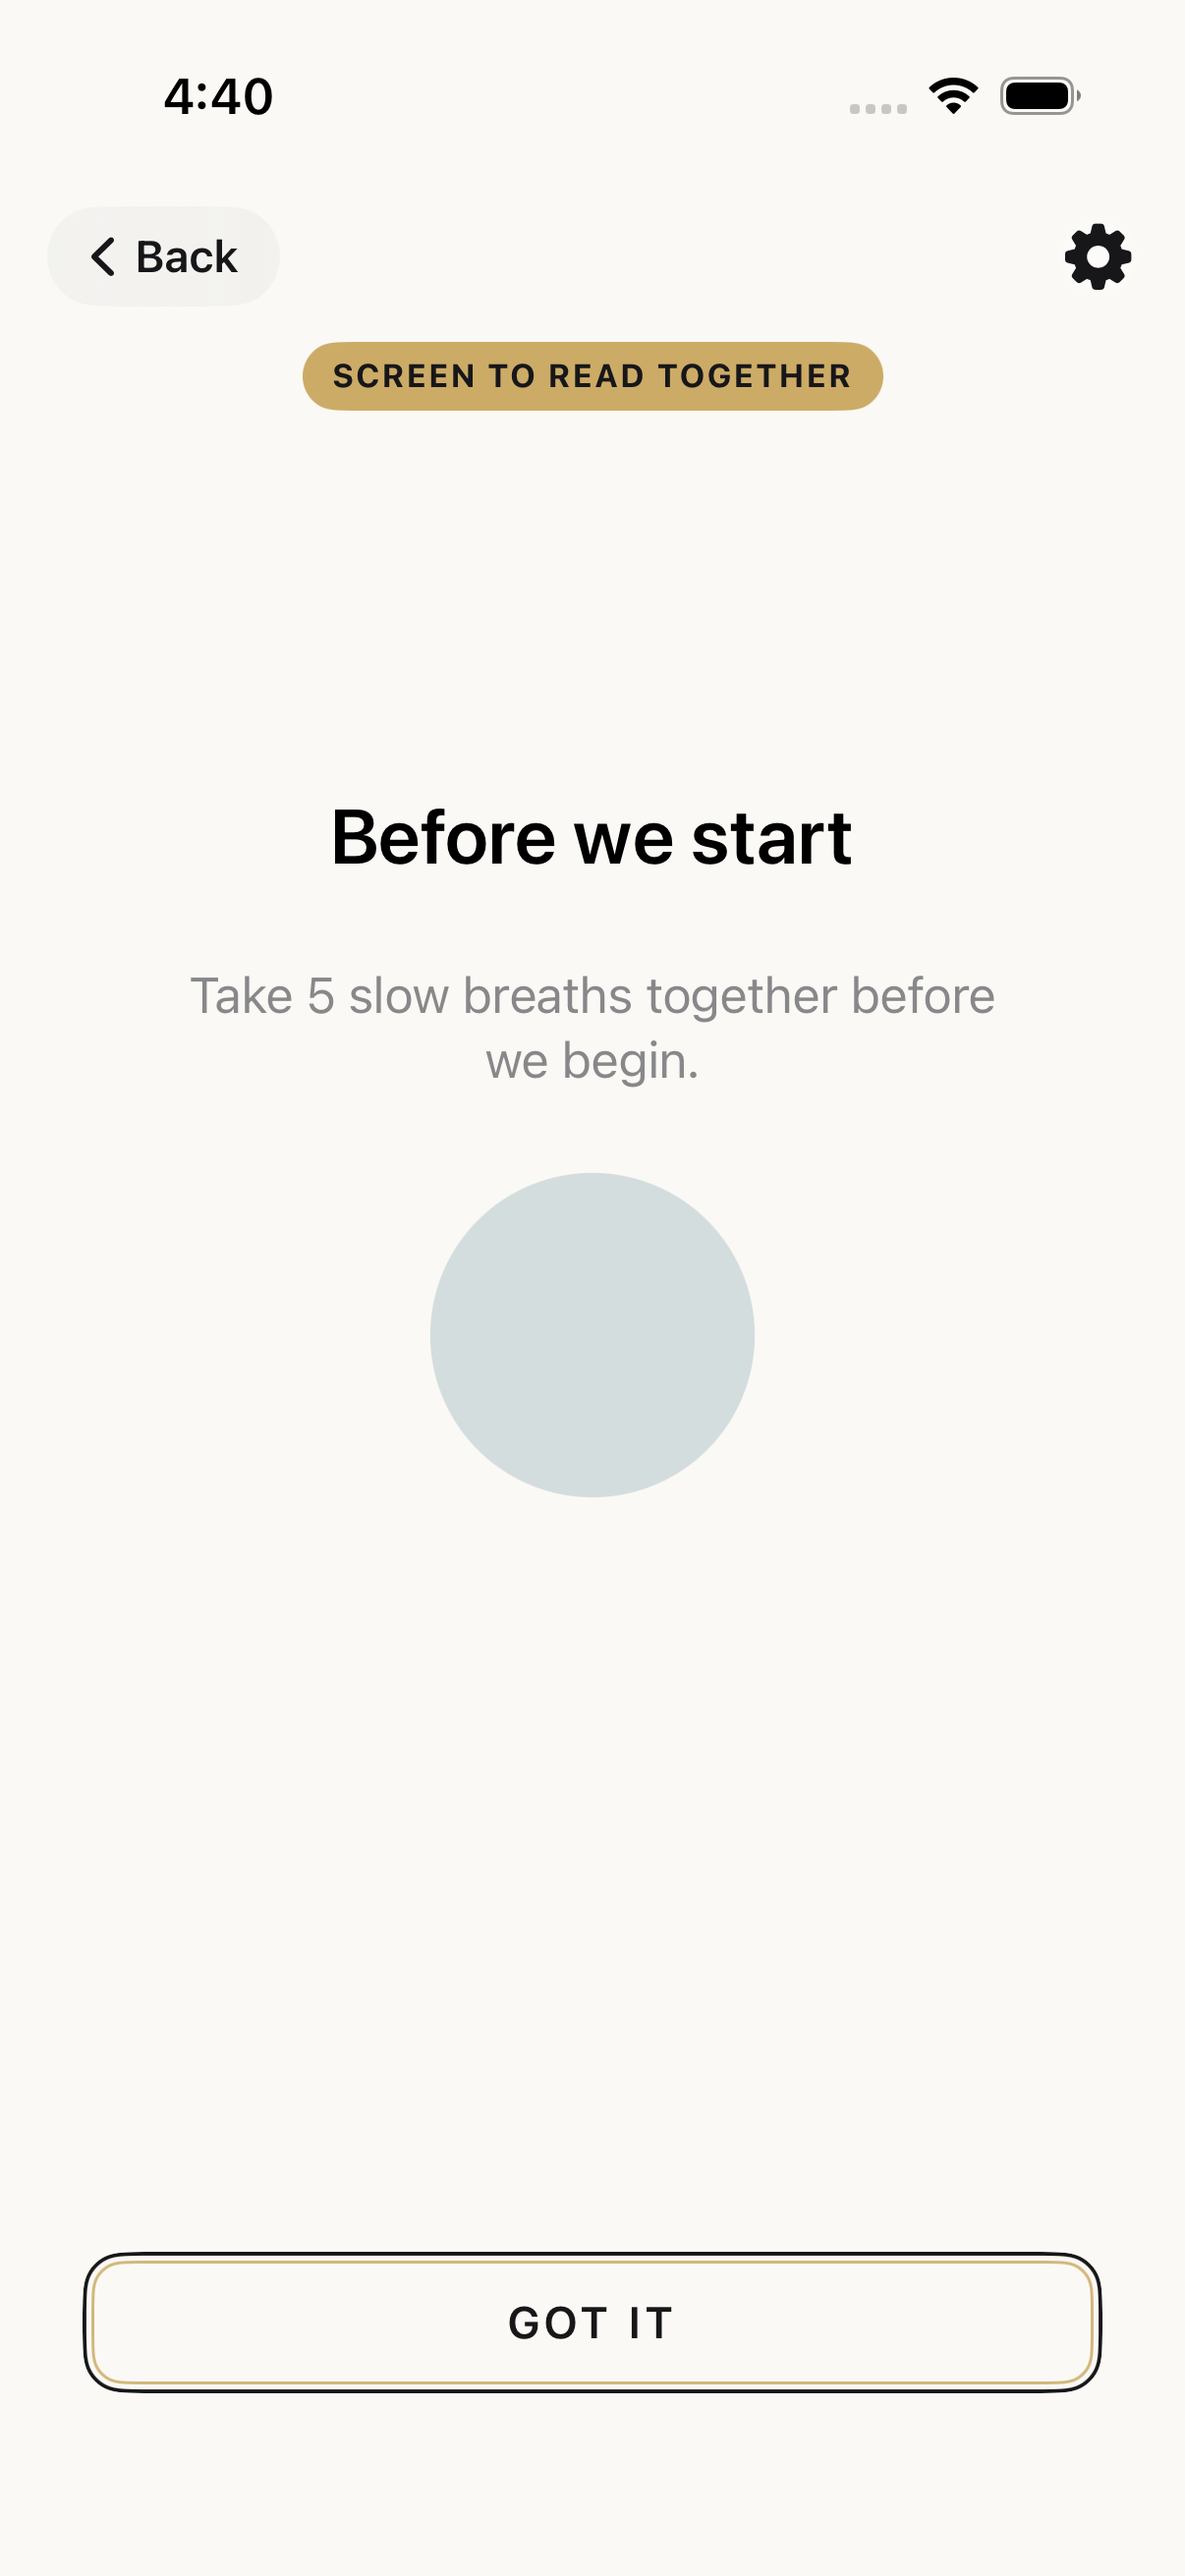 4:40
Back
SCREEN TO READ TOGETHER
Before we start
Take 5 slow breaths together before
we begin.
GOT IT